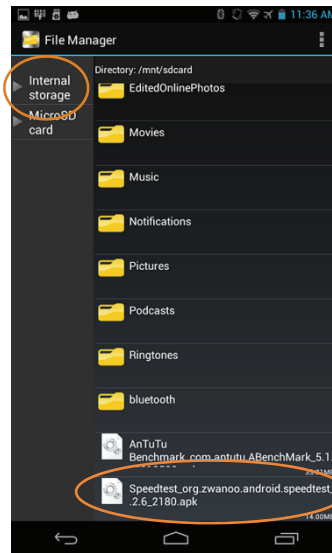 11:36 AM
File Manager
Internal
storage
MicroSD
card
Directory: /mnt/sdcard
EditedOnlinePhotos
Movies
Music
Notifications
Pictures
Podcasts
Ringtones
bluetooth
AnTuTu
Benchmark_com.antutu.ABenchMark_5.1.
Speedtest_org.zwanoo.android.speedtest_
.2.6_2180.apk
14.00MB